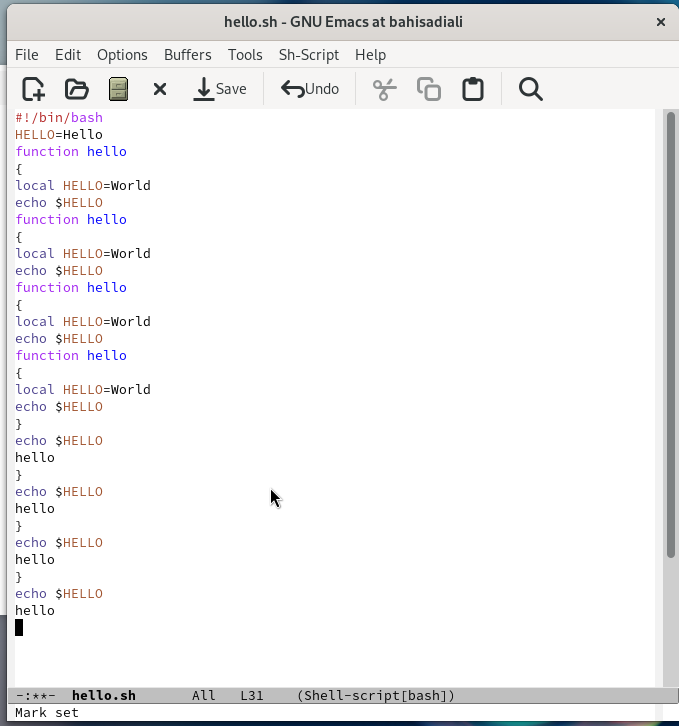 hello.sh - GNU Emacs at bahisadiali
File Edit Options Buffers Tools Sh-Script Help
Save Undo
#!/bin/bash
HELLO=Hello
function hello
{
local HELLO=World
echo $HELLO
function hello
{
local HELLO=World
echo $HELLO
function hello
{
local HELLO=World
echo $HELLO
function hello
{
local HELLO=World
echo $HELLO
}
echo $HELLO
hello
}
echo $HELLO
hello
}
echo $HELLO
hello
}
echo $HELLO
hello
-:**- hello.sh All L31 (Shell-script[bash])
Mark set